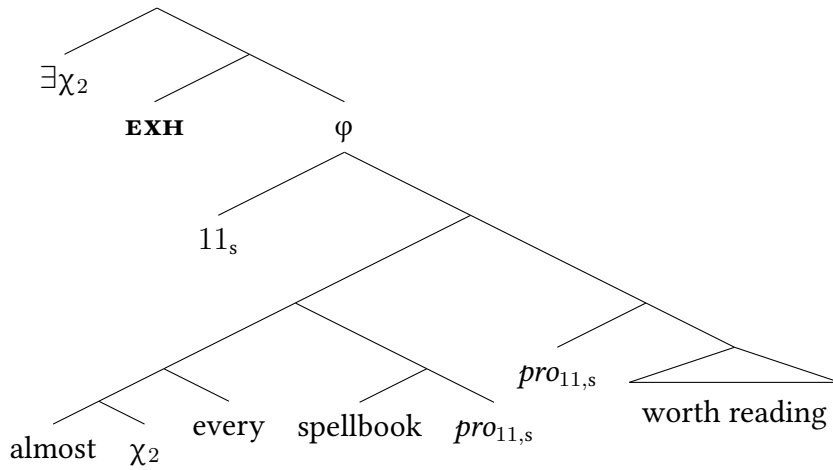 ∃χ₂
EXH φ
11ₛ
pro₁₁,ₛ
almost χ₂ every spellbook pro₁₁,ₛ worth reading